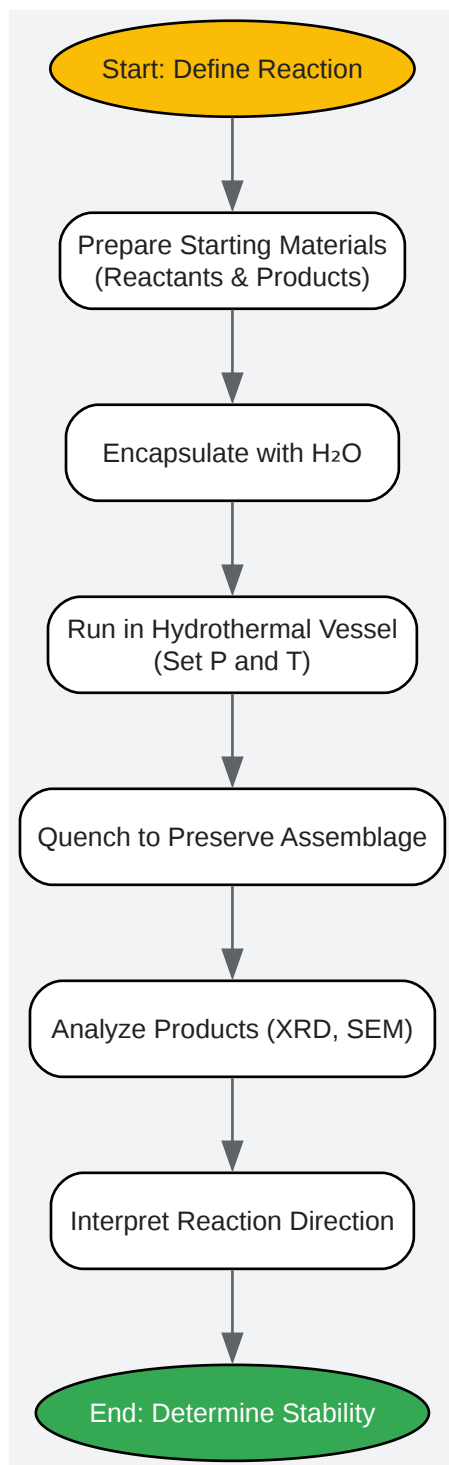 Start: Define Reaction
Prepare Starting Materials
(Reactants & Products)
Encapsulate with H₂O
Run in Hydrothermal Vessel
(Set P and T)
Quench to Preserve Assemblage
Analyze Products (XRD, SEM)
Interpret Reaction Direction
End: Determine Stability